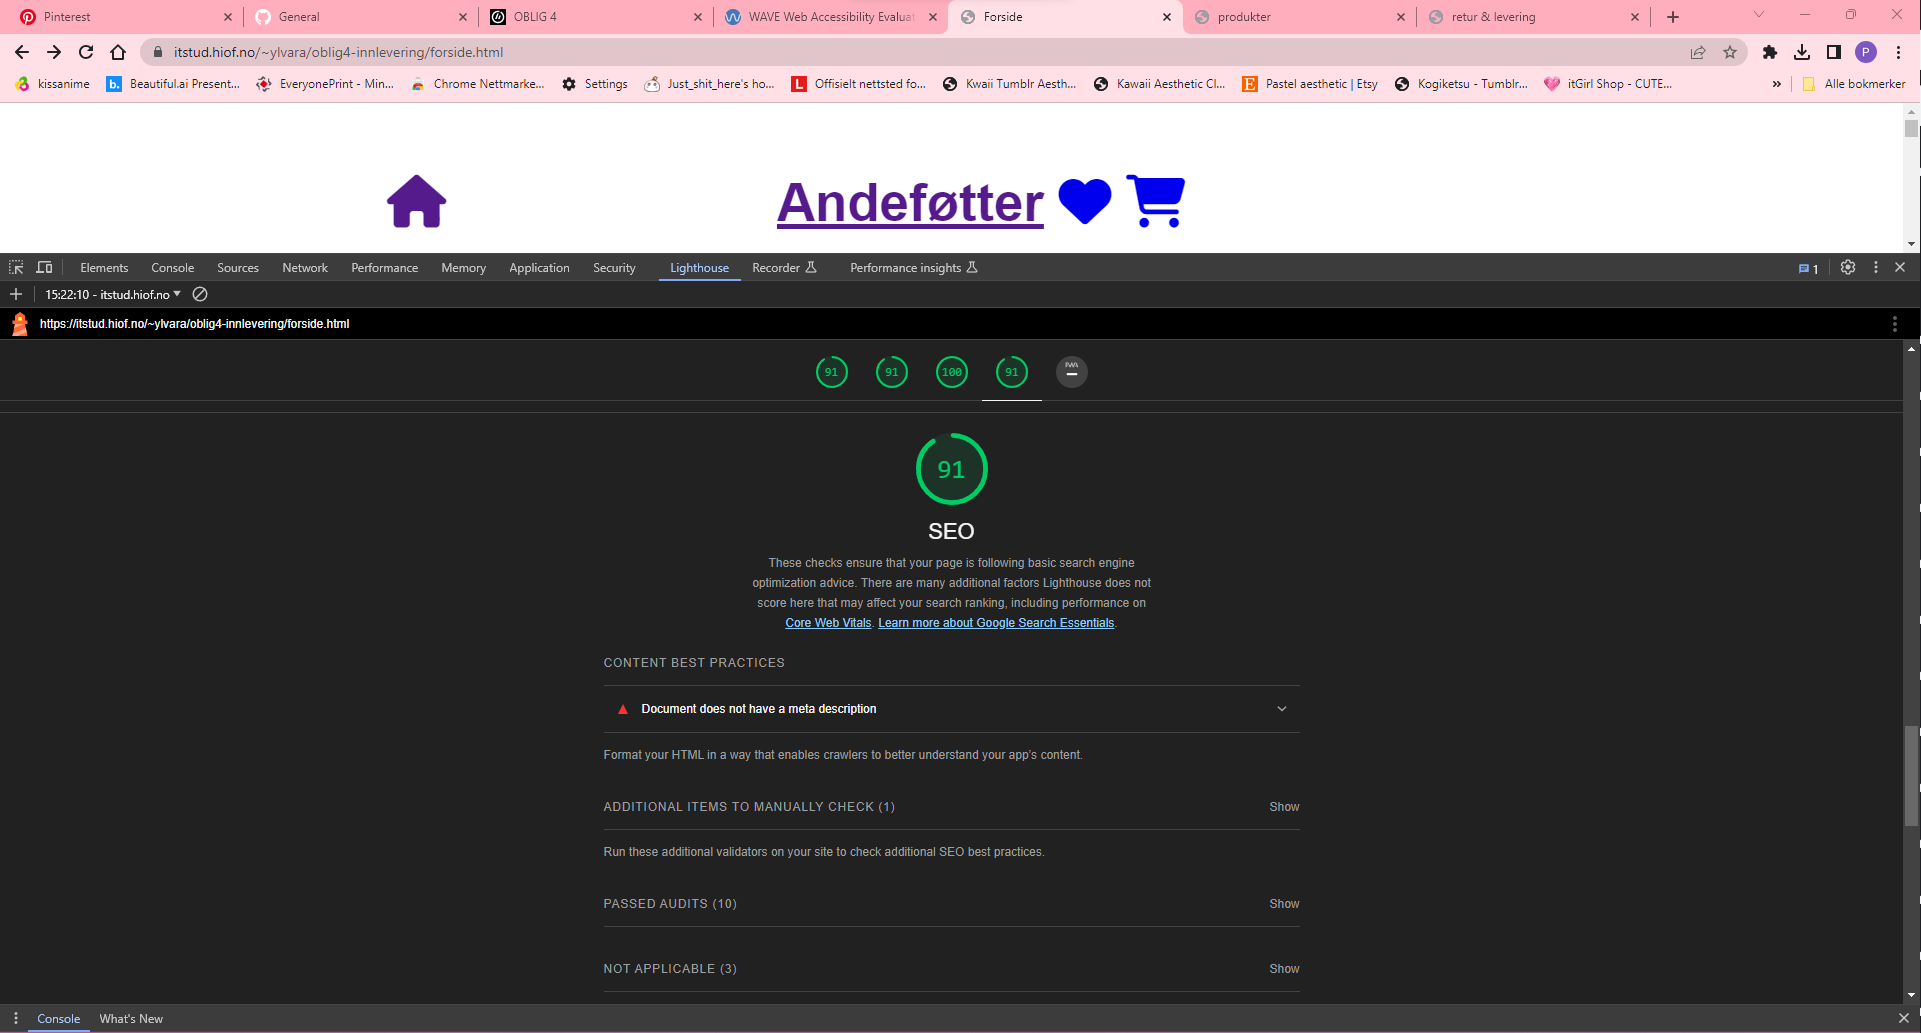 Pinterest
General
OBLIG 4
WAVE Web Accessibility Evaluat
Forside
produkter
retur & levering
itstud.hiof.no/~ylvara/oblig4-innlevering/forside.html
P
kissanime
b. Beautiful.ai Present...
EveryonePrint - Min...
Chrome Nettmarke...
Settings
Just_shit_here's ho...
L Offisielt nettsted fo...
Kwaii Tumblr Aesth...
Kawaii Aesthetic Cl...
E Pastel aesthetic | Etsy
Kogiketsu - Tumblr...
itGirl Shop - CUTE...
»
Alle bokmerker
Andeføtter
Elements Console Sources Network Performance Memory Application Security Lighthouse Recorder Performance insights 1
15:22:10 - itstud.hiof.no
https://itstud.hiof.no/~ylvara/oblig4-innlevering/forside.html
91 91 100 91 PWA
91
SEO
These checks ensure that your page is following basic search engine
optimization advice. There are many additional factors Lighthouse does not
score here that may affect your search ranking, including performance on
Core Web Vitals. Learn more about Google Search Essentials.
CONTENT BEST PRACTICES
Document does not have a meta description
Format your HTML in a way that enables crawlers to better understand your app's content.
ADDITIONAL ITEMS TO MANUALLY CHECK (1) Show
Run these additional validators on your site to check additional SEO best practices.
PASSED AUDITS (10) Show
NOT APPLICABLE (3) Show
Console What's New